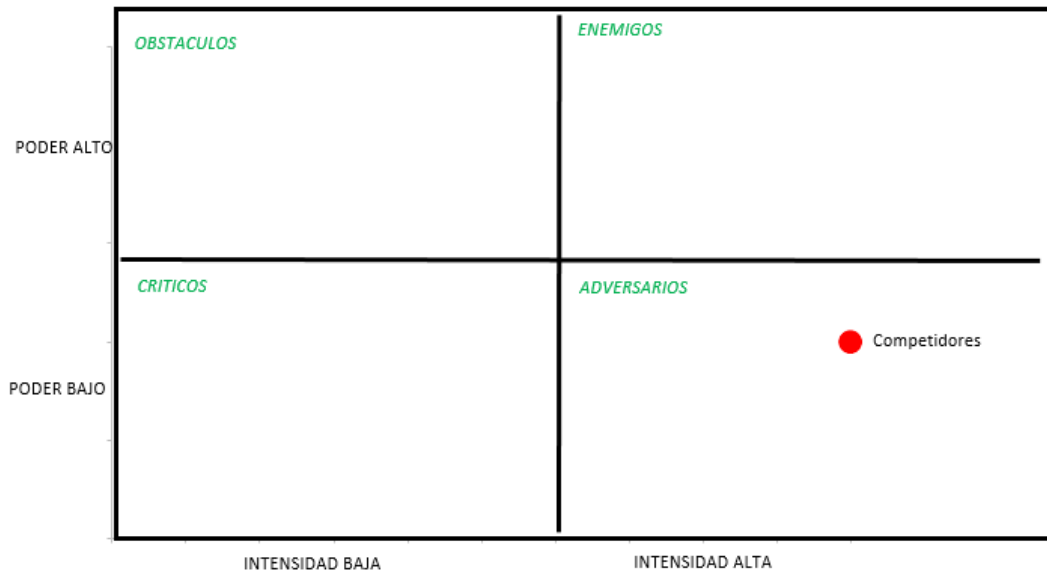 OBSTACULOS
ENEMIGOS
PODER ALTO
CRITICOS
ADVERSARIOS
Competidores
PODER BAJO
INTENSIDAD BAJA
INTENSIDAD ALTA